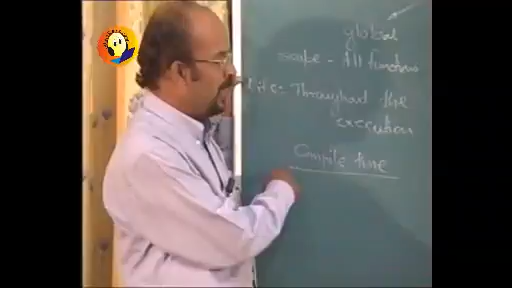 global
scope - All functions
life: Throughout the
execution
Compile time